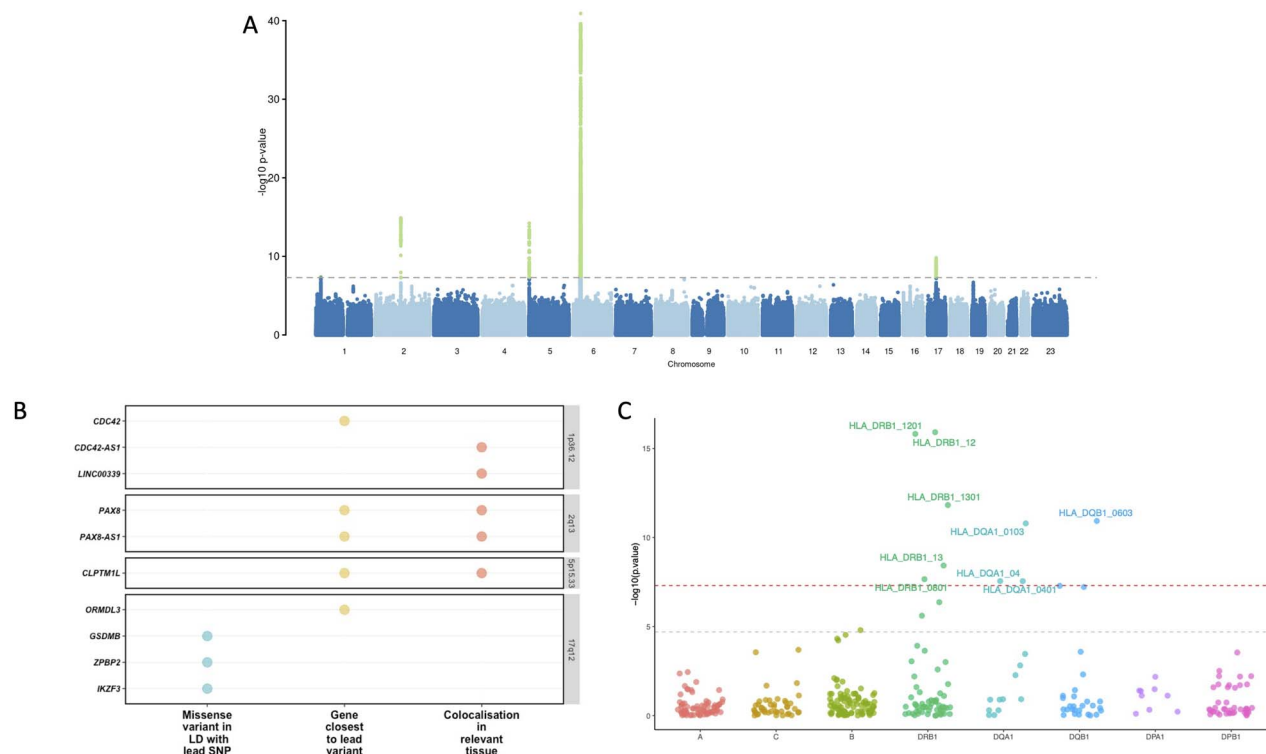 A
40
30
20
10
0
-log10 p-value
1 2 3 4 5 6 7 8 9 10 11 12 13 14 15 16 17 18 19 20 21 22 23
Chromosome
B
CDC42
CDC42-AS1
LINC00339
1p36.12
PAX8
PAX8-AS1
2q13
CLPTM1L
5p15.33
ORMDL3
GSDMB
ZPBP2
IKZF3
17q12
Missense
variant in
LD with
lead SNP
Gene
closest
to lead
variant
Colocalisation
in
relevant
tissue
C
15
10
5
0
−log10(p.value)
HLA_DRB1_1201
HLA_DRB1_12
HLA_DRB1_1301
HLA_DQB1_0603
HLA_DQA1_0103
HLA_DRB1_13
HLA_DQA1_04
HLA_DRB1_0801
HLA_DQA1_0401
A C B DRB1 DQA1 DQB1 DPA1 DPB1